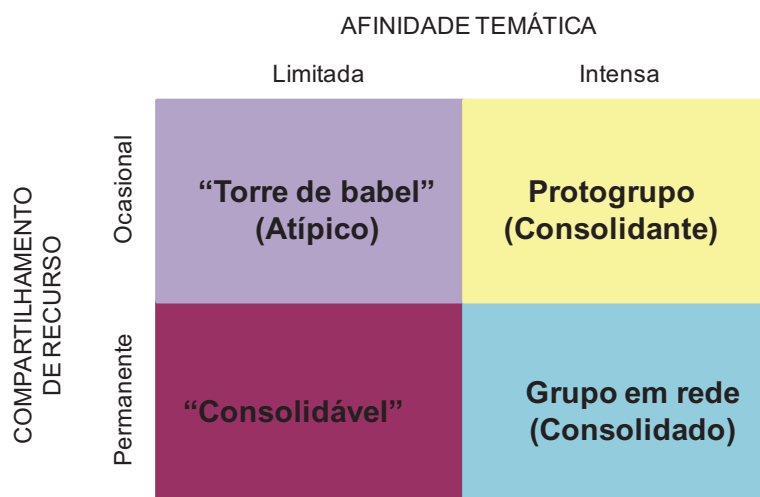 AFINIDADE TEMÁTICA
Limitada
Intensa
COMPARTILHAMENTO
DE RECURSO
Ocasional
“Torre de babel”
(Atípico)
Protogrupo
(Consolidante)
Permanente
“Consolidável”
Grupo em rede
(Consolidado)